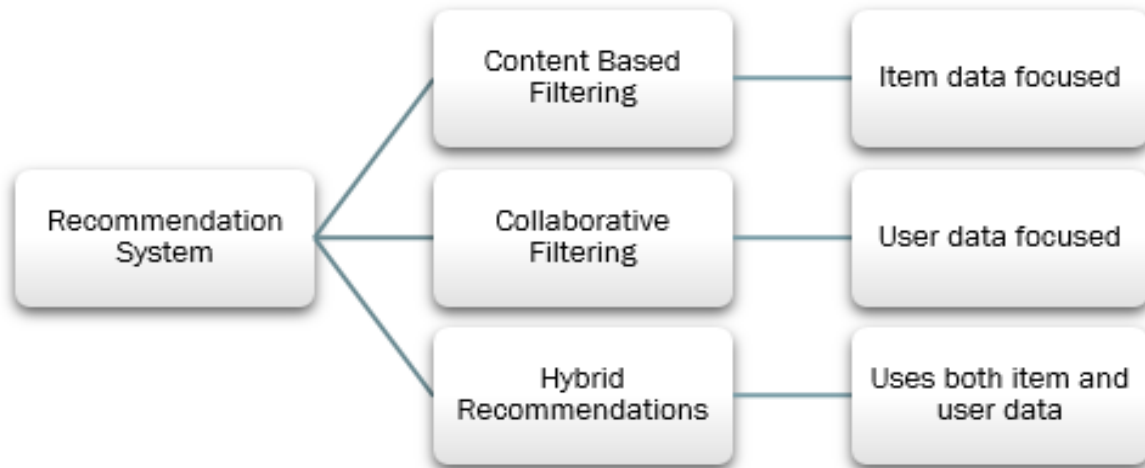 Content Based
Filtering
Item data focused
Recommendation
System
Collaborative
Filtering
User data focused
Hybrid
Recommendations
Uses both item and
user data